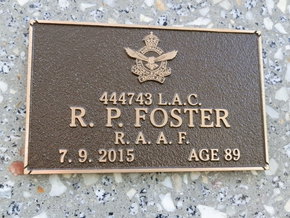 444743 L.A.C.
R. P. FOSTER
R. A. A. F.
7. 9. 2015 AGE 89